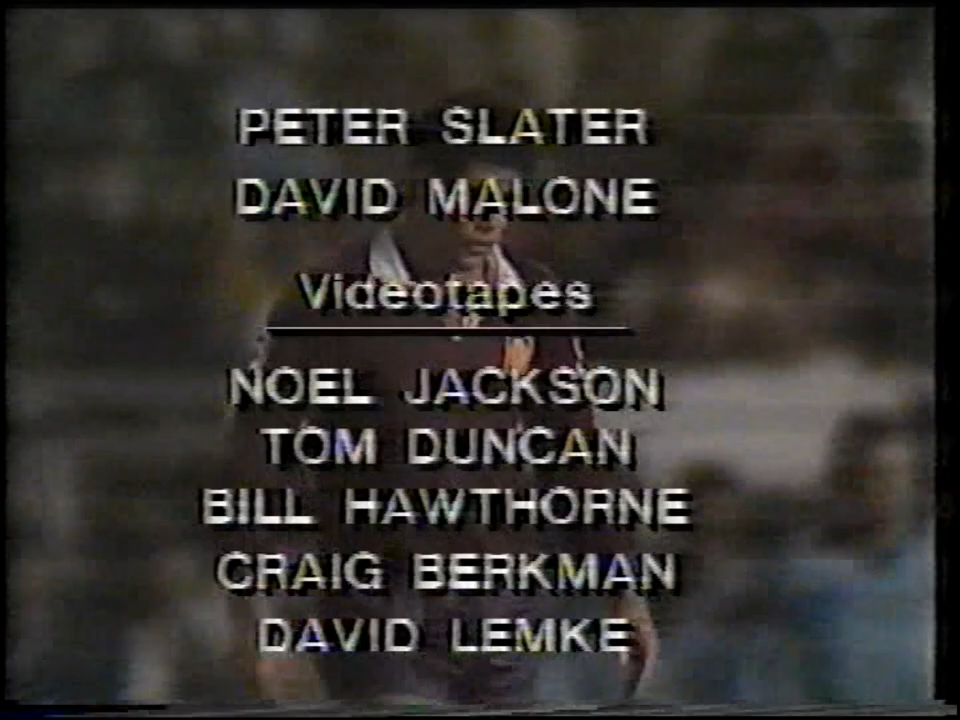 PETER SLATER
DAVID MALONE
Videotapes
NOEL JACKSON
TOM DUNCAN
BILL HAWTHORNE
CRAIG BERKMAN
DAVID LEMKE